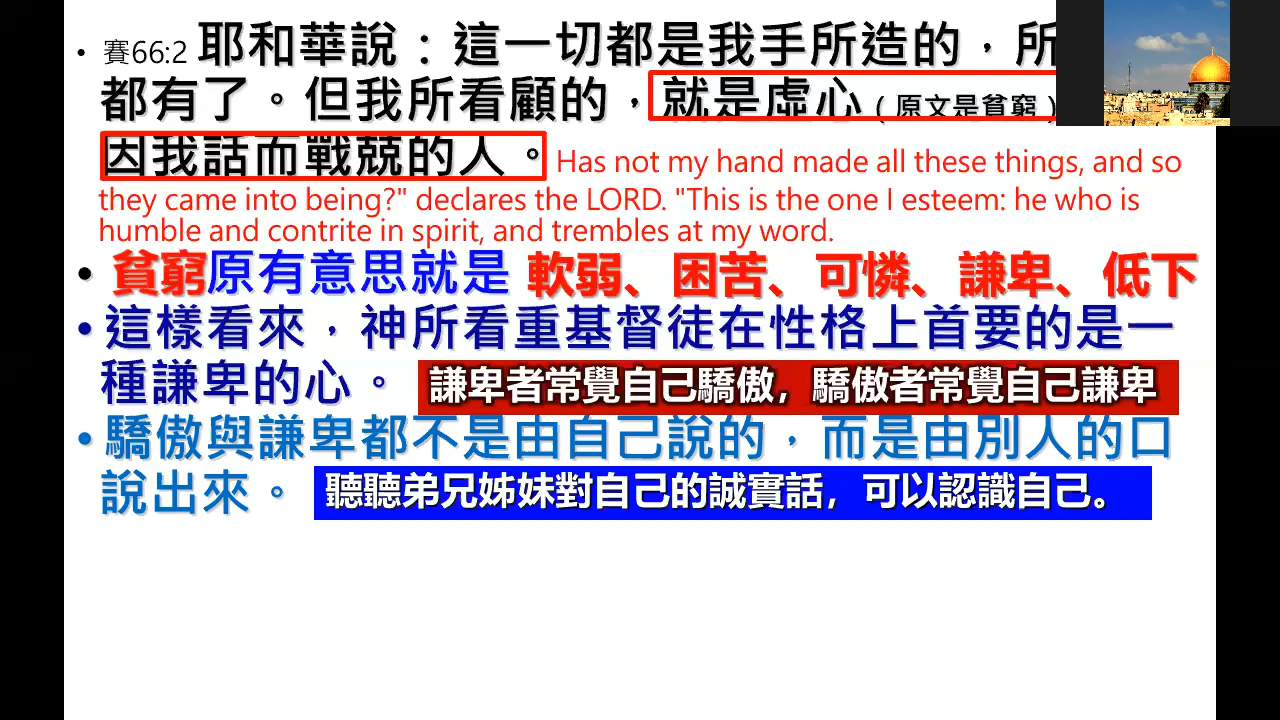 • 賽66:2 耶和華說：這一切都是我手所造的，所
都有了。但我所看顧的，就是虛心（原文是貧窮）
因我話而戰兢的人。Has not my hand made all these things, and so
they came into being?" declares the LORD. "This is the one I esteem: he who is
humble and contrite in spirit, and trembles at my word.
• 貧窮原有意思就是 軟弱、困苦、可憐、謙卑、低下
• 這樣看來，神所看重基督徒在性格上首要的是一
種謙卑的心。 謙卑者常覺自己驕傲，驕傲者常覺自己謙卑
• 驕傲與謙卑都不是由自己說的，而是由別人的口
說出來。 聽聽弟兄姊妹對自己的誠實話，可以認識自己。